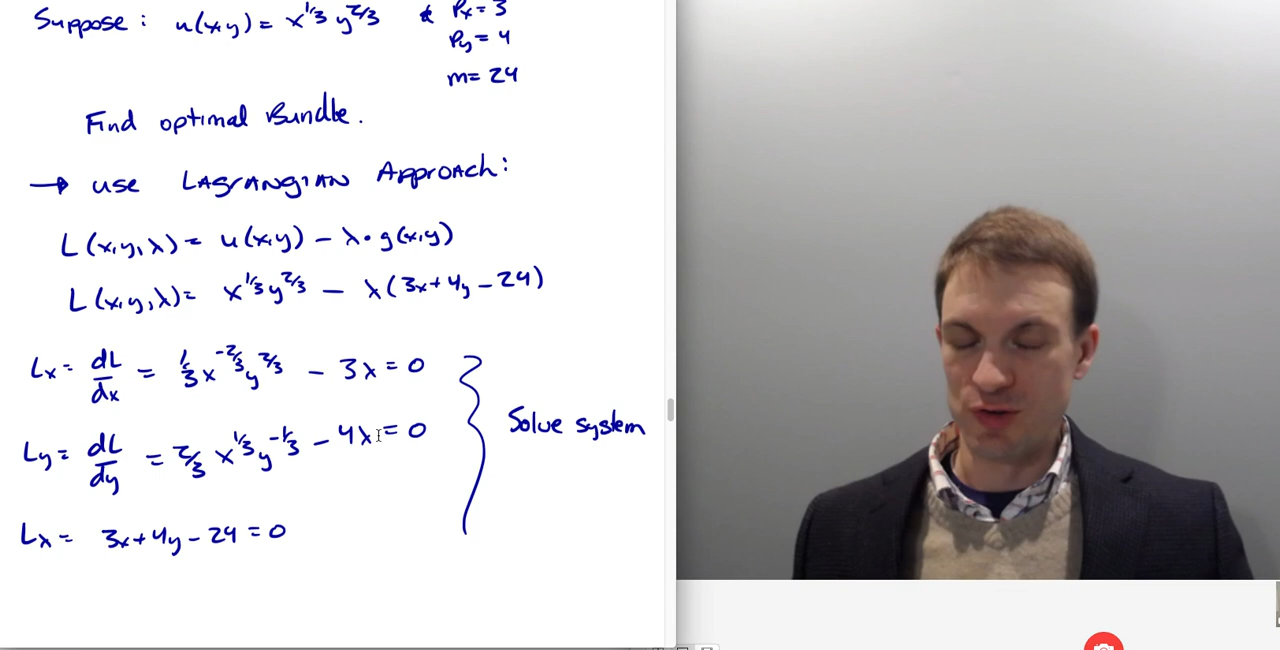 Suppose: u(x,y) = x^1/3 y^2/3 & Px = 3
Py = 4
m = 24
Find optimal Bundle.
→ use LAGRANGIAN Approach:
L(x,y,λ) = u(x,y) - λ·g(x,y)
L(x,y,λ) = x^1/3 y^2/3 - λ(3x+4y-24)
Lx = dL/dx = 1/3 x^-2/3 y^2/3 - 3λ = 0
Solve system
Ly = dL/dy = 2/3 x^1/3 y^-1/3 - 4λ = 0
Lλ = 3x+4y-24 = 0